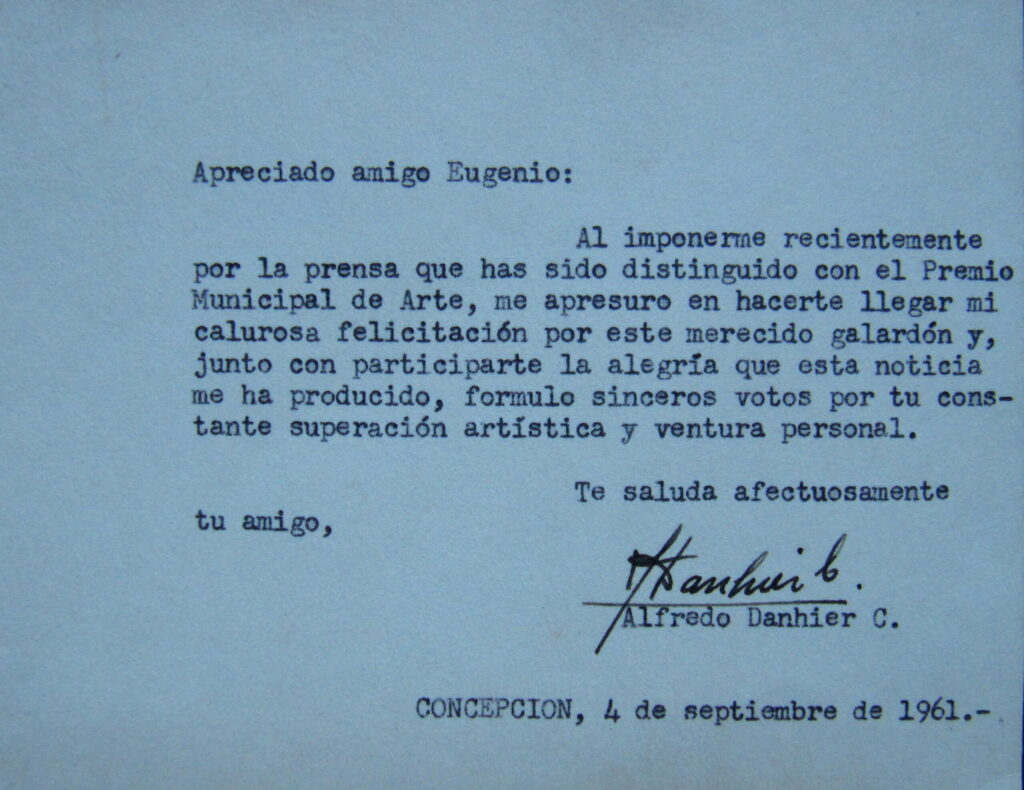 Apreciado amigo Eugenio:
Al imponerme recientemente
por la prensa que has sido distinguido con el Premio
Municipal de Arte, me apresuro en hacerte llegar mi
calurosa felicitación por este merecido galardón y,
junto con participarte la alegría que esta noticia
me ha producido, formulo sinceros votos por tu cons-
tante superación artística y ventura personal.
Te saluda afectuosamente
tu amigo,
ADanhier C.
Alfredo Danhier C.
CONCEPCION, 4 de septiembre de 1961.-